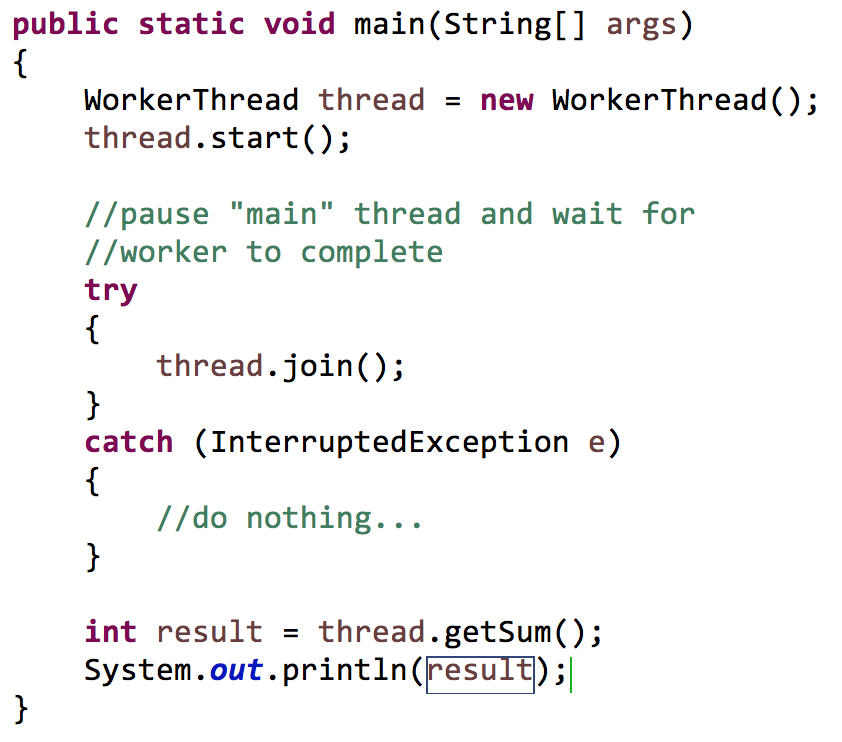 public static void main(String[] args)
{
    WorkerThread thread = new WorkerThread();
    thread.start();

    //pause "main" thread and wait for
    //worker to complete
    try
    {
        thread.join();
    }
    catch (InterruptedException e)
    {
        //do nothing...
    }

    int result = thread.getSum();
    System.out.println(result);
}